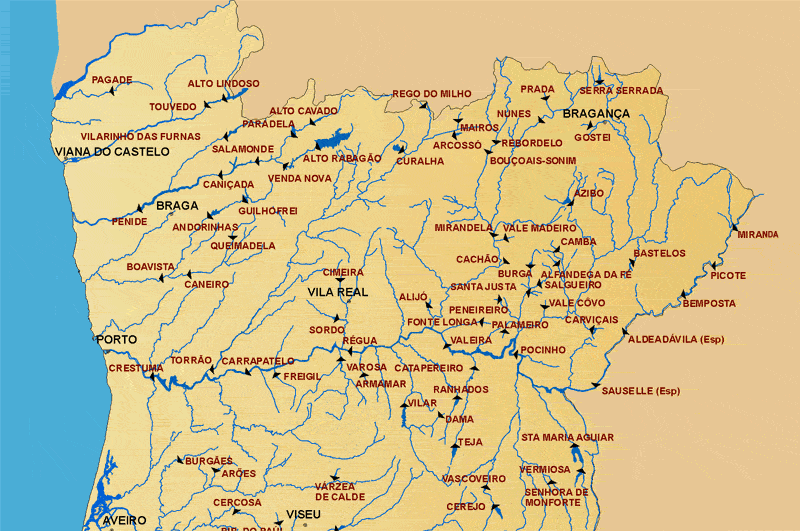 PAGADE
ALTO LINDOSO
TOUVEDO
REGO DO MILHO
PRADA
SERRA SERRADA
ALTO CAVADO
PARADELA
NUNES
BRAGANÇA
MAIROS
VILARINHO DAS FURNAS
GOSTEI
ARCOSSÓ
REBORDELO
SALAMONDE
VIANA DO CASTELO
ALTO RABAGÃO
CURALHA
BOUÇOAIS-SONIM
VENDA NOVA
CANIÇADA
AZIBO
BRAGA
GUILHOFREI
PENIDE
ANDORINHAS
MIRANDELA
VALE MADEIRO
MIRANDA
QUEIMADELA
CAMBA
BASTELOS
CACHÃO
BOAVISTA
CIMEIRA
BURGA
ALFANDEGA DA FÉ
PICOTE
CANEIRO
SANTA JUSTA
SALGUEIRO
VILA REAL
ALIJÓ
BEMPOSTA
VALE CÔVO
PENEIREIRO
FONTE LONGA
CARVIÇAIS
SORDO
PALAMEIRO
PORTO
RÉGUA
VALEIRA
ALDEADÁVILA (Esp)
POCINHO
TORRÃO
CARRAPATELO
CRESTUMA
VAROSA
CATAPEREIRO
FREIGIL
ARMAMAR
RANHADOS
SAUSELLE (Esp)
VILAR
DAMA
STA MARIA AGUIAR
TEJA
BURGÃES
ARÕES
VERMIOSA
VASCOVEIRO
VÁRZEA
DE CALDE
SENHORA DE
MONFORTE
CERCOSA
CEREJO
VISEU
AVEIRO